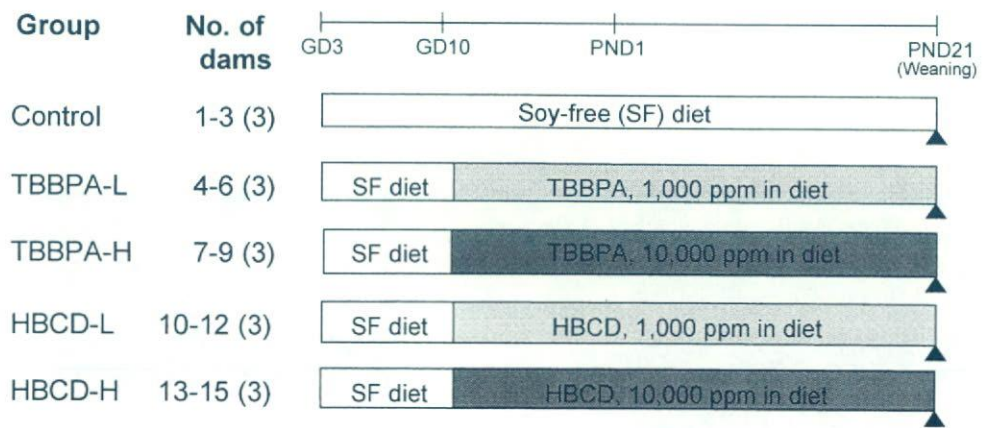 Group No. of dams
GD3 GD10 PND1 PND21
(Weaning)
Control 1-3 (3) Soy-free (SF) diet
TBBPA-L 4-6 (3) SF diet TBBPA, 1,000 ppm in diet
TBBPA-H 7-9 (3) SF diet TBBPA, 10,000 ppm in diet
HBCD-L 10-12 (3) SF diet HBCD, 1,000 ppm in diet
HBCD-H 13-15 (3) SF diet HBCD, 10,000 ppm in diet